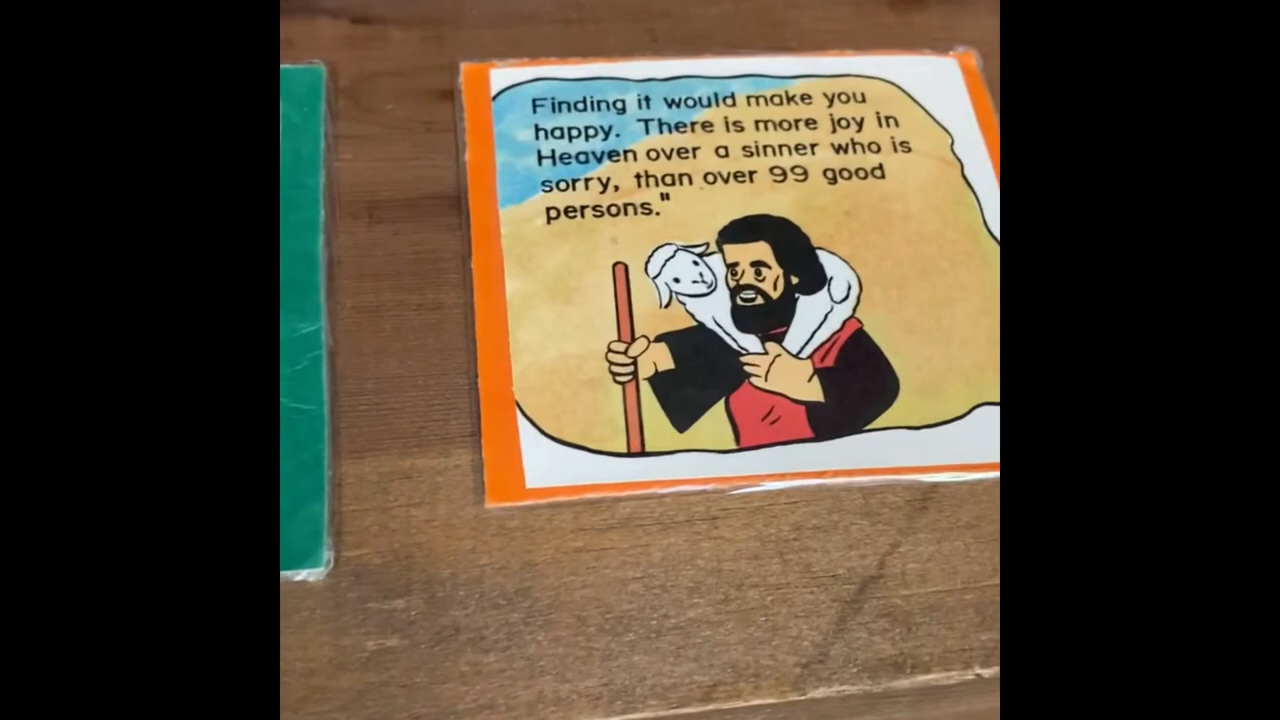 Finding it would make you
happy. There is more joy in
Heaven over a sinner who is
sorry, than over 99 good
persons."